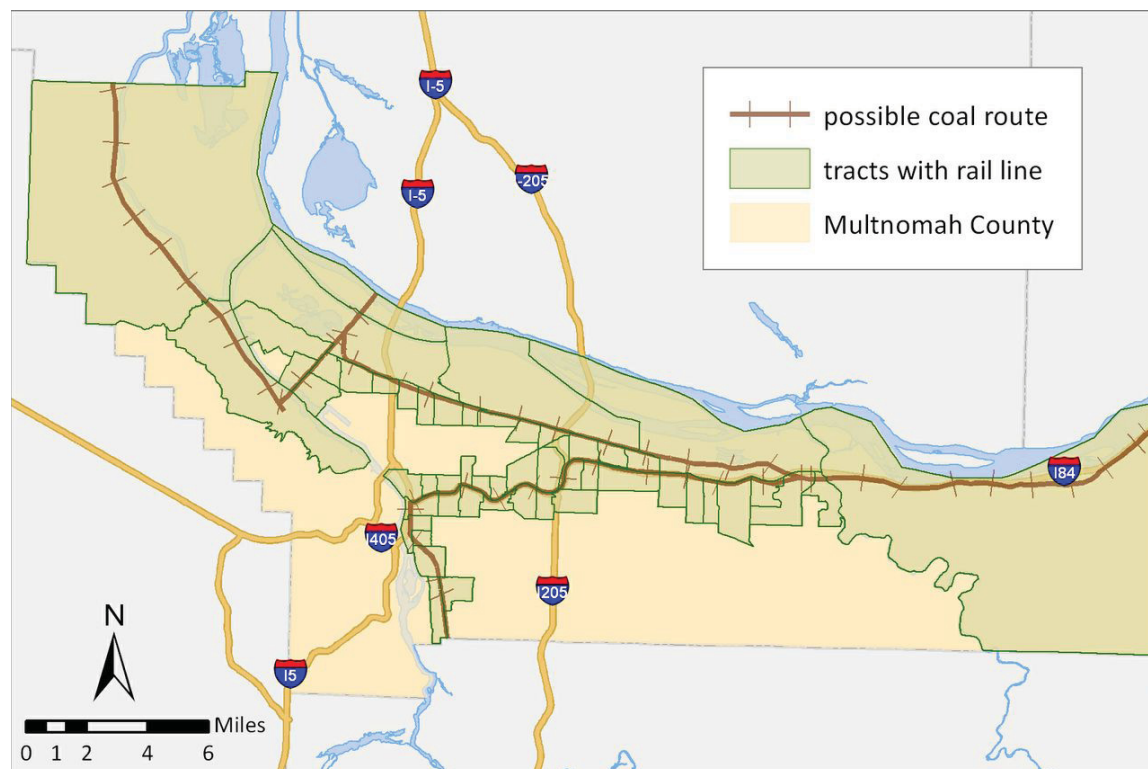 I-5
I-5
-205
possible coal route
tracts with rail line
Multnomah County
I84
I405
I205
I5
N
Miles
0 1 2 4 6